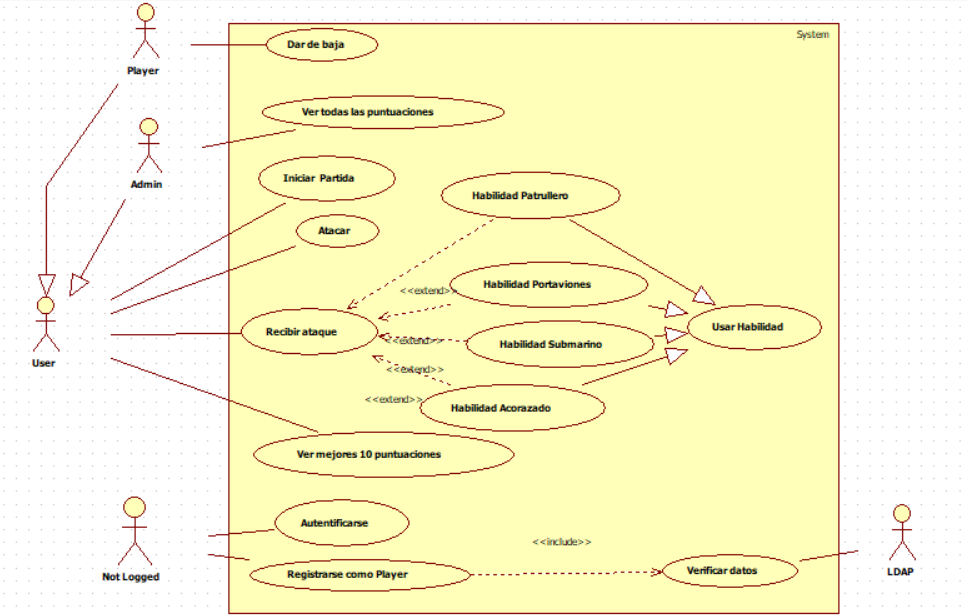 System
Dar de baja
Player
Ver todas las puntuaciones
Admin
Iniciar Partida
Habilidad Patrullero
Atacar
<<extend>>
Habilidad Portaviones
Recibir ataque
Usar Habilidad
<<extend>>
Habilidad Submarino
User
<<extend>>
<<extend>>
Habilidad Acorazado
Ver mejores 10 puntuaciones
Autentificarse
<<include>>
Not Logged
Registrarse como Player
Verificar datos
LDAP